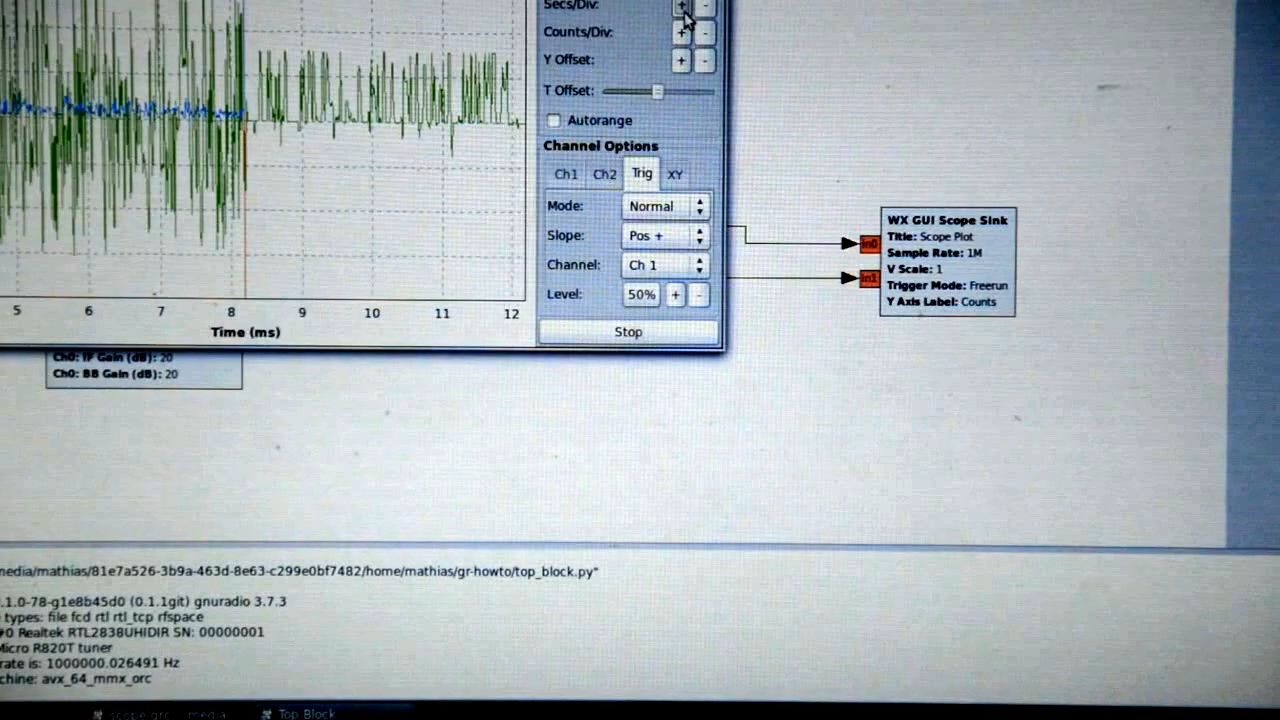 Secs/Div: + -
Counts/Div: + -
Y Offset: + -
T Offset:
Autorange
Channel Options
Ch1 Ch2 Trig XY
Mode: Normal
Slope: Pos +
Channel: Ch 1
Level: 50% + -
Stop
5 6 7 8 9 10 11 12
Time (ms)
WX GUI Scope Sink
Title: Scope Plot
Sample Rate: 1M
V Scale: 1
Trigger Mode: Freerun
Y Axis Label: Counts
in0
in1
Ch0: IF Gain (dB): 20
Ch0: BB Gain (dB): 20
nedia/mathias/81e7a526-3b9a-463d-8e63-c299e0bf7482/home/mathias/gr-howto/top_block.py"
.1.0-78-g1e8b45d0 (0.1.1git) gnuradio 3.7.3
types: file fcd rtl rtl_tcp rfspace
#0 Realtek RTL2838UHIDIR SN: 00000001
Micro R820T tuner
rate is: 1000000.026491 Hz
chine: avx_64_mmx_orc
scope.grc media
Top Block